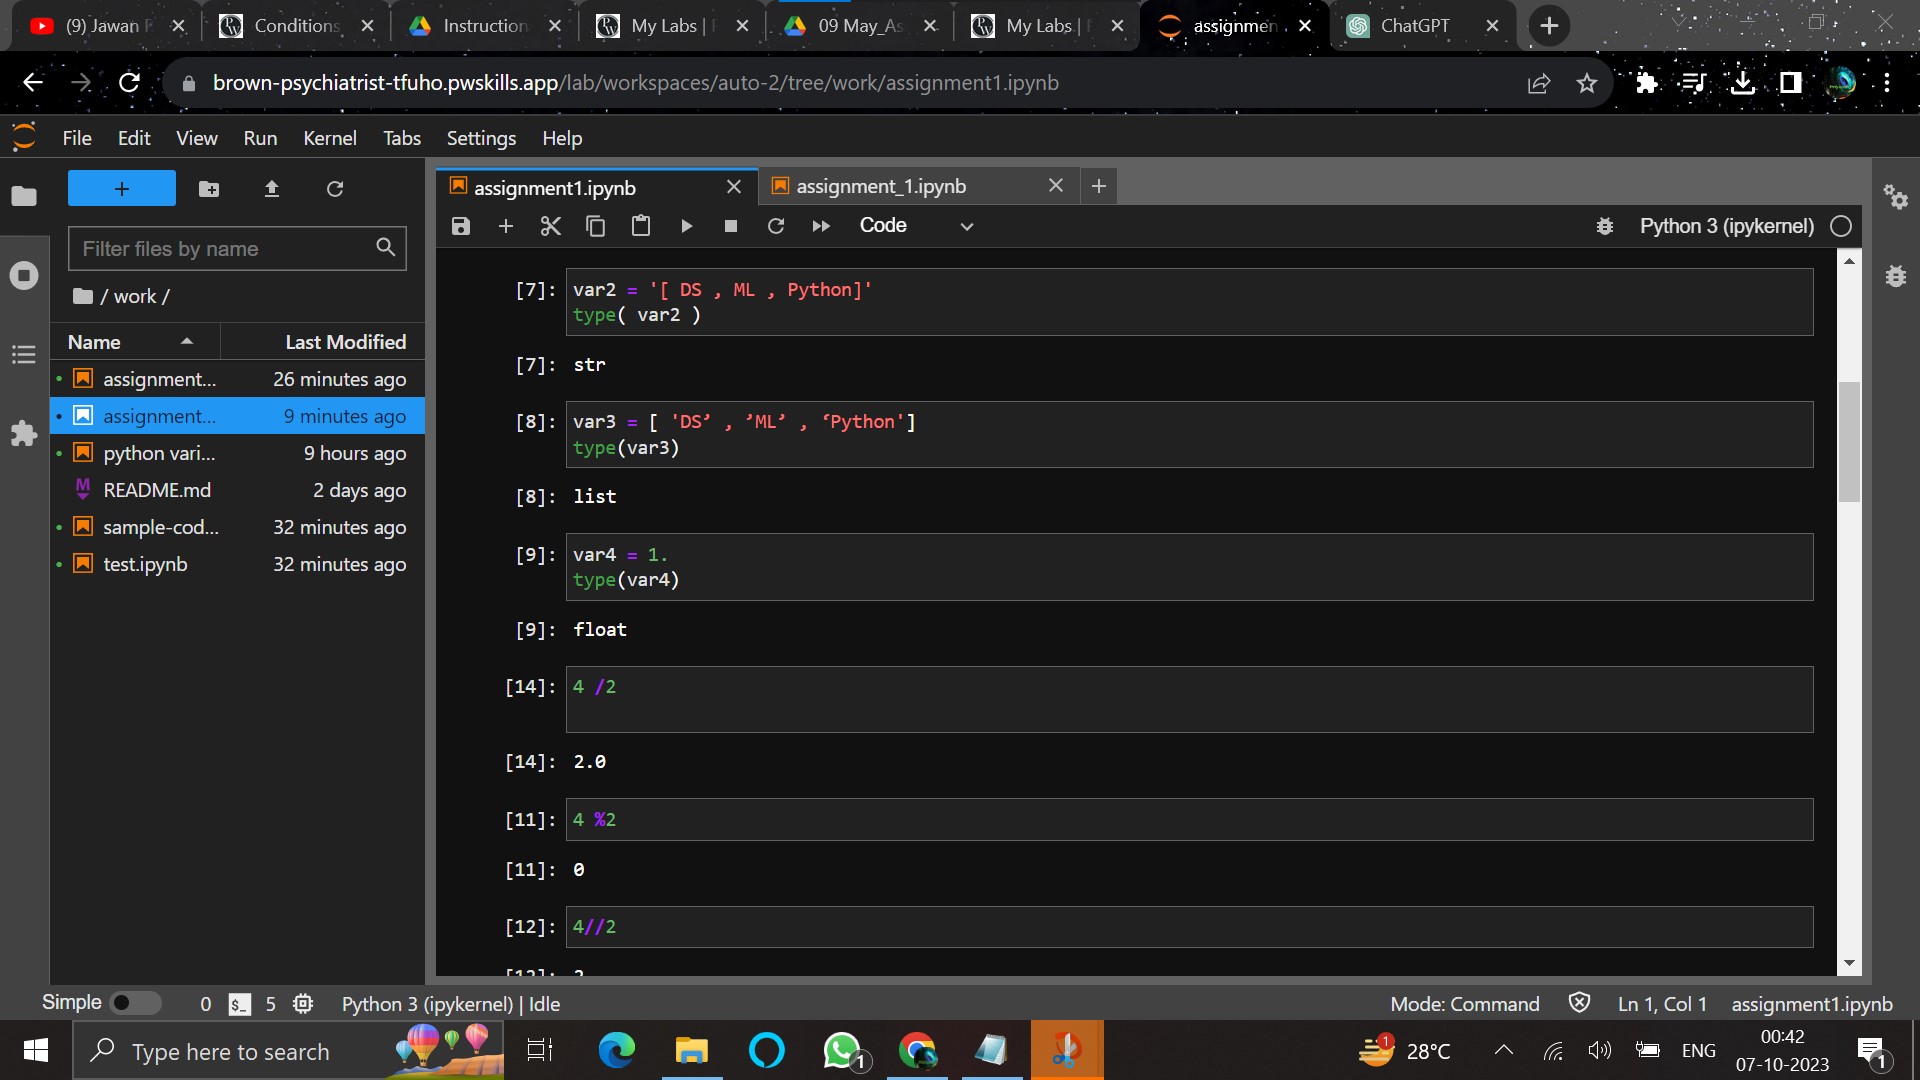 (9) Jawan
Conditions
Instruction
My Labs |
09 May_As
My Labs |
assignmen
ChatGPT
brown-psychiatrist-tfuho.pwskills.app/lab/workspaces/auto-2/tree/work/assignment1.ipynb
File Edit View Run Kernel Tabs Settings Help
assignment1.ipynb
assignment_1.ipynb
Code
Python 3 (ipykernel)
Filter files by name
/ work /
Name Last Modified
assignment... 26 minutes ago
assignment... 9 minutes ago
python vari... 9 hours ago
README.md 2 days ago
sample-cod... 32 minutes ago
test.ipynb 32 minutes ago
[7]: var2 = '[ DS , ML , Python]'
type( var2 )
[7]: str
[8]: var3 = [ 'DS’ , ’ML’ , ‘Python']
type(var3)
[8]: list
[9]: var4 = 1.
type(var4)
[9]: float
[14]: 4 /2
[14]: 2.0
[11]: 4 %2
[11]: 0
[12]: 4//2
[12]: 2
Simple 0 $_ 5 Python 3 (ipykernel) | Idle
Mode: Command Ln 1, Col 1 assignment1.ipynb
Type here to search
1
1 28°C
ENG
00:42
07-10-2023
1